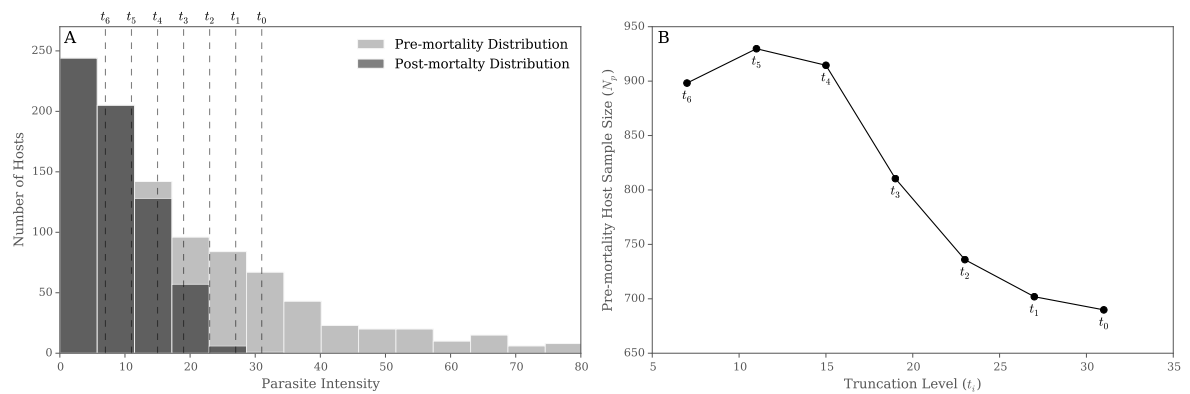 t6 t5 t4 t3 t2 t1 t0
A
Pre-mortality Distribution
Post-mortalty Distribution
250
200
150
100
50
0
Number of Hosts
0 10 20 30 40 50 60 70 80
Parasite Intensity
B
950
900
850
800
750
700
650
Pre-mortality Host Sample Size (Np)
t6
t5
t4
t3
t2
t1
t0
5 10 15 20 25 30 35
Truncation Level (ti)